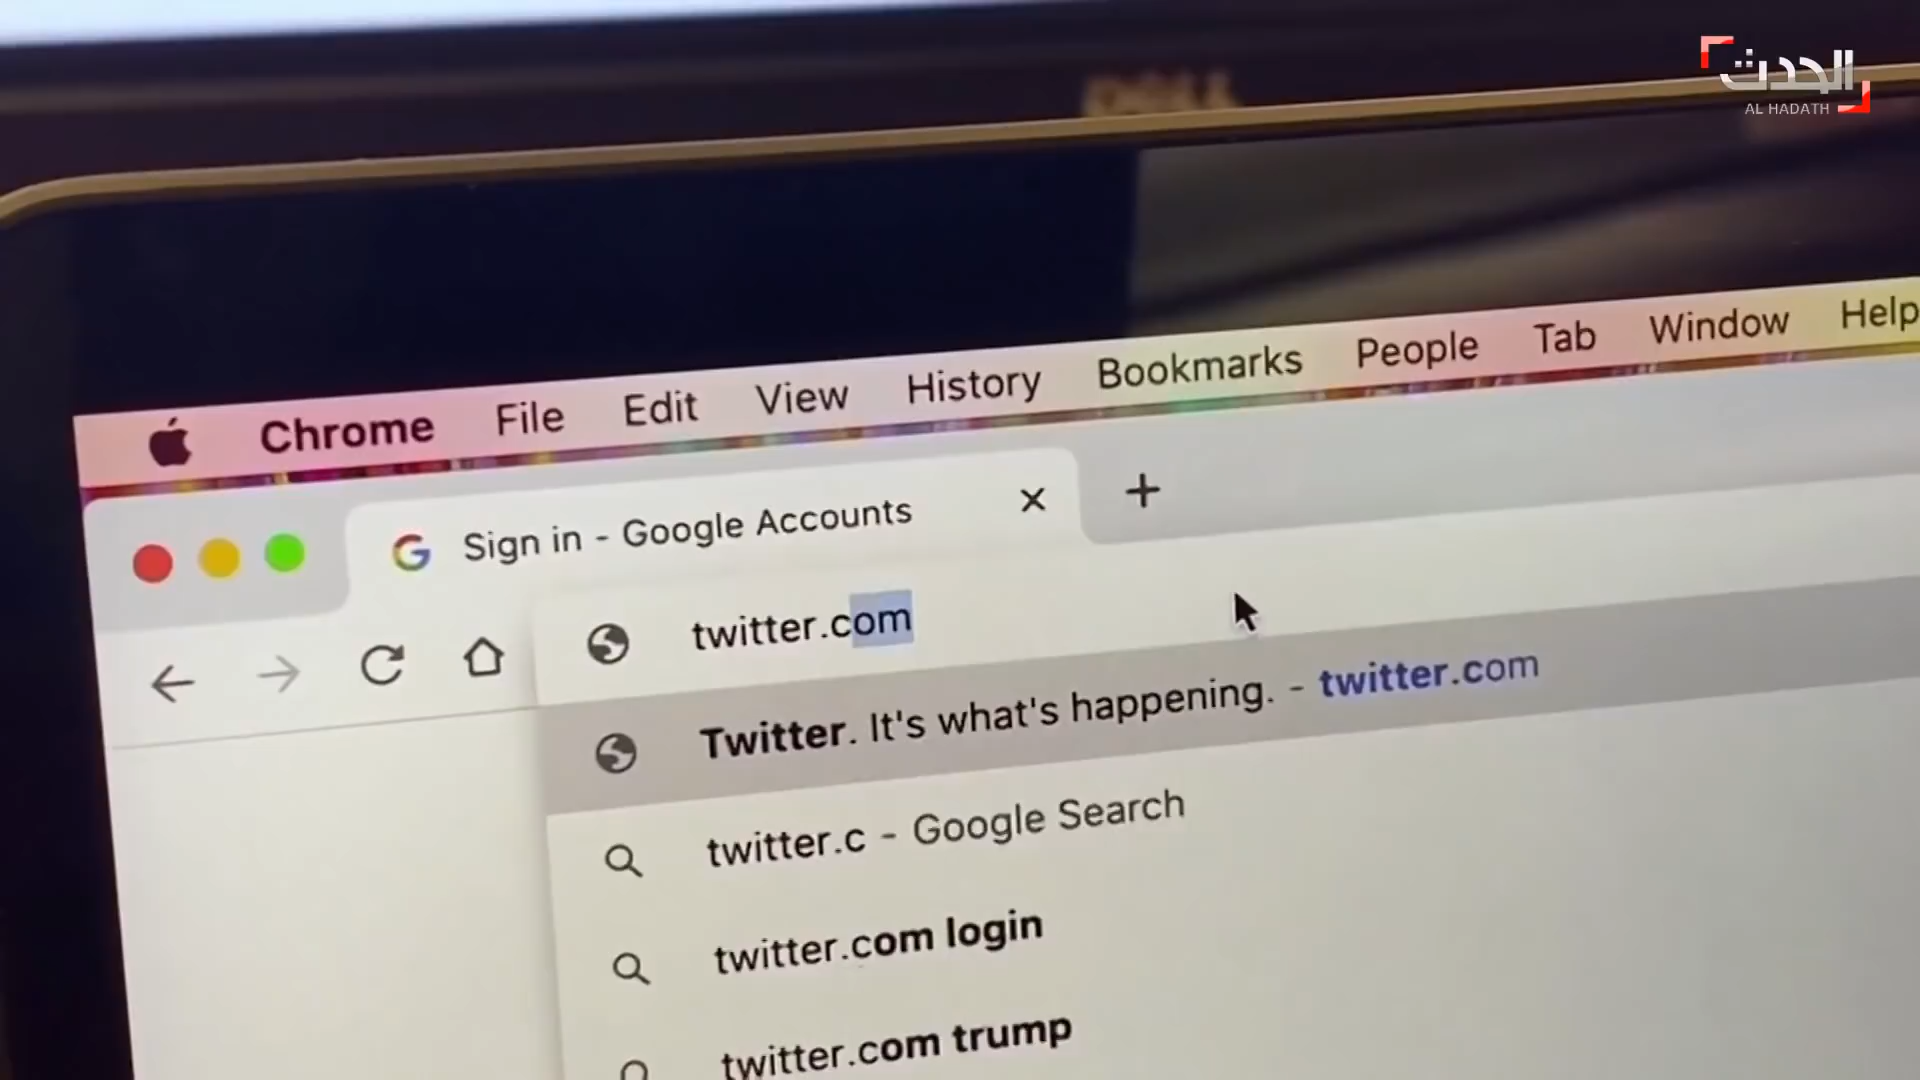 الحدث
AL HADATH
Chrome File Edit View History Bookmarks People Tab Window Help
Sign in - Google Accounts
twitter.com
Twitter. It's what's happening. - twitter.com
twitter.c - Google Search
twitter.com login
twitter.com trump